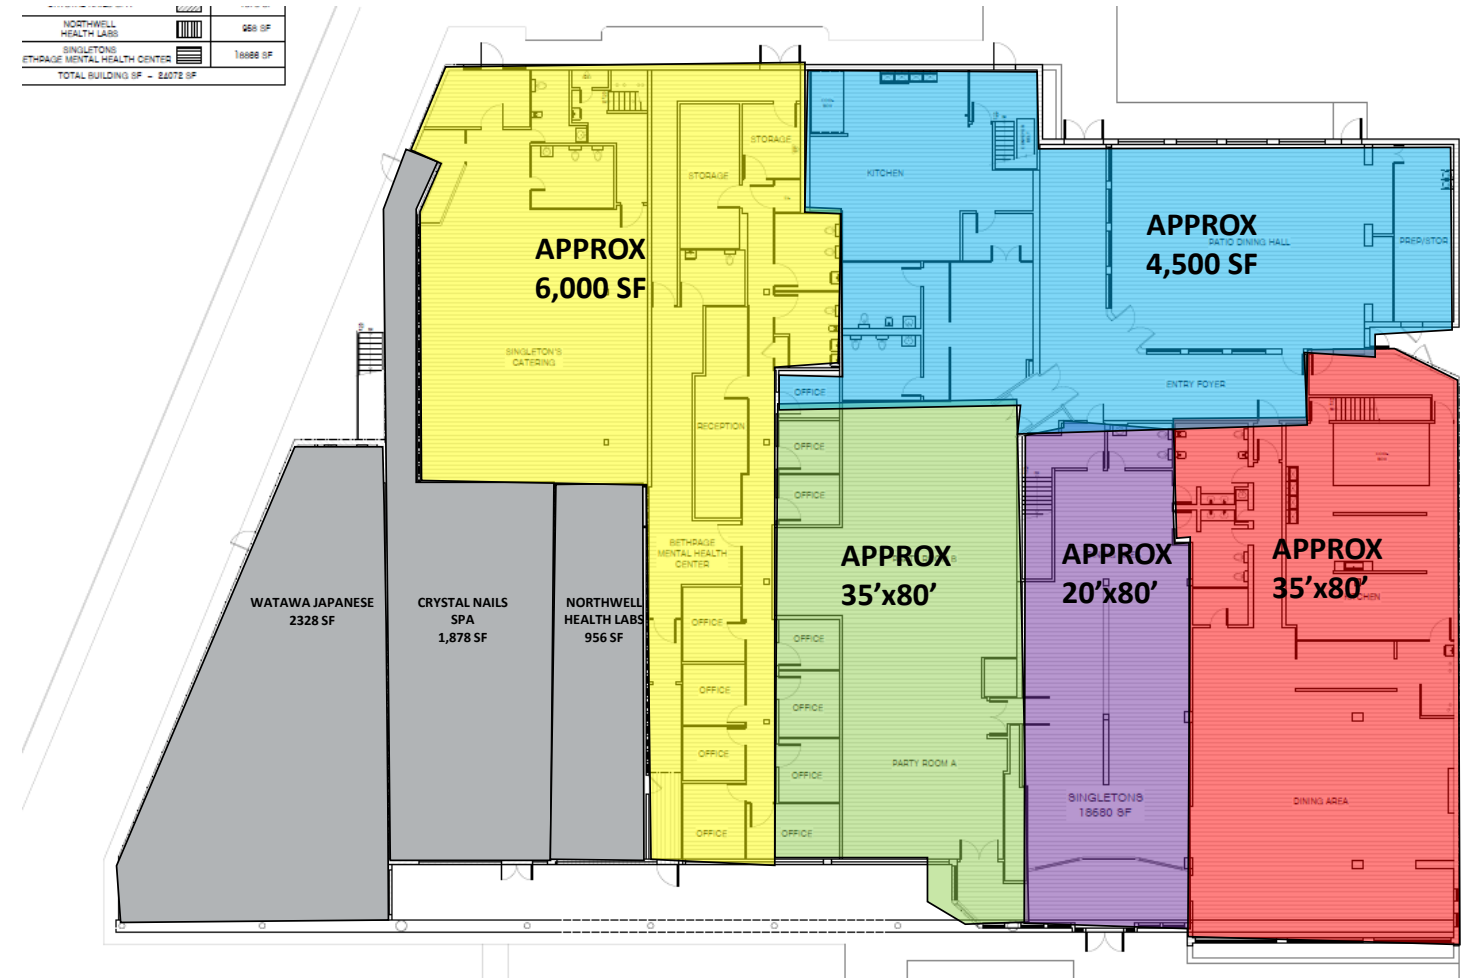 NORTHWELL
HEALTH LABS
956 SF
SINGLETONS
ETHPAGE MENTAL HEALTH CENTER
TOTAL BUILDING SF - 24072 SF
STORAGE
STORAGE
KITCHEN
APPROX
6,000 SF
APPROX
4,500 SF
PATIO DINING HALL
PREP/STOR
SINGLETON'S
CATERING
OFFICE
ENTRY FOYER
RECEPTION
OFFICE
OFFICE
BETHPAGE
MENTAL HEALTH
CENTER
APPROX
35'x80'
APPROX
20'x80'
APPROX
35'x80'
KITCHEN
WATAWA JAPANESE
2328 SF
CRYSTAL NAILS
SPA
1,878 SF
NORTHWELL
HEALTH LABS
956 SF
OFFICE
OFFICE
OFFICE
OFFICE
OFFICE
PARTY ROOM A
OFFICE
SINGLETONS
18680 SF
DINING AREA
OFFICE
OFFICE